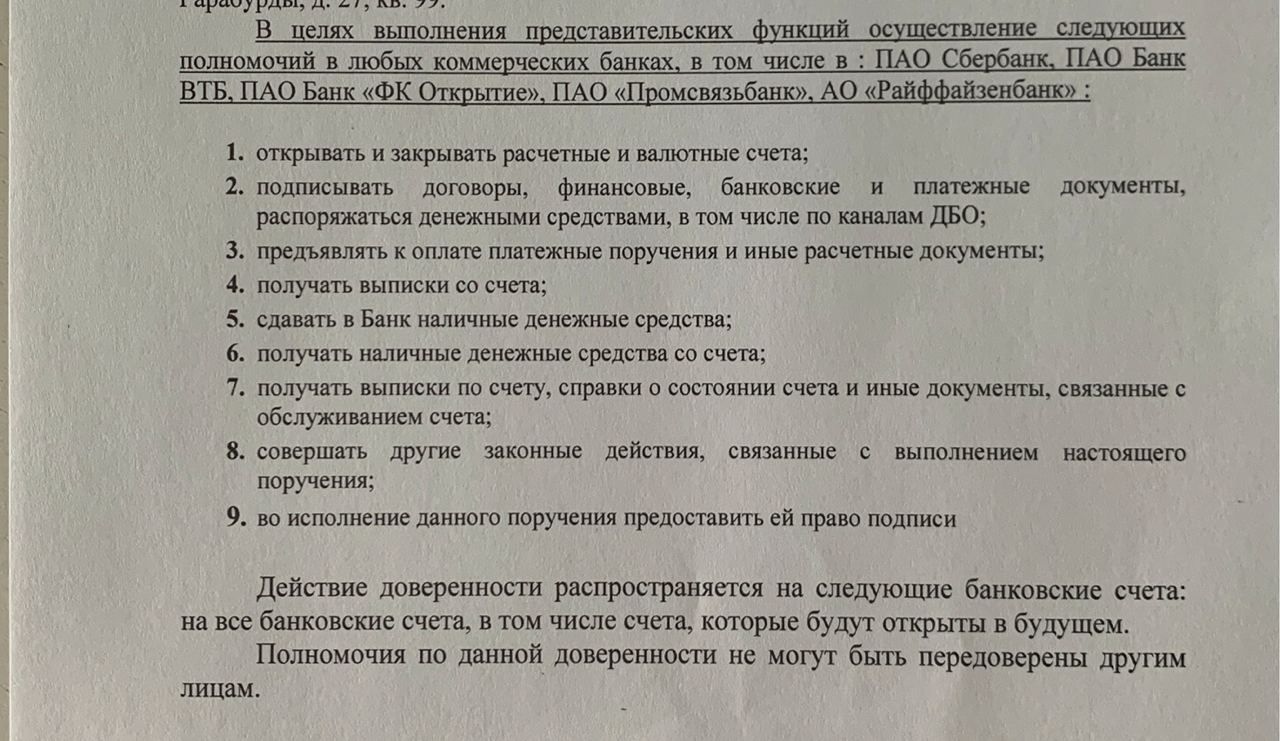 Гарабурды, д. 27, кв. 99.
В целях выполнения представительских функций осуществление следующих
полномочий в любых коммерческих банках, в том числе в : ПАО Сбербанк, ПАО Банк
ВТБ, ПАО Банк «ФК Открытие», ПАО «Промсвязьбанк», АО «Райффайзенбанк» :
1. открывать и закрывать расчетные и валютные счета;
2. подписывать договоры, финансовые, банковские и платежные документы,
распоряжаться денежными средствами, в том числе по каналам ДБО;
3. предъявлять к оплате платежные поручения и иные расчетные документы;
4. получать выписки со счета;
5. сдавать в Банк наличные денежные средства;
6. получать наличные денежные средства со счета;
7. получать выписки по счету, справки о состоянии счета и иные документы, связанные с
обслуживанием счета;
8. совершать другие законные действия, связанные с выполнением настоящего
поручения;
9. во исполнение данного поручения предоставить ей право подписи
Действие доверенности распространяется на следующие банковские счета:
на все банковские счета, в том числе счета, которые будут открыты в будущем.
Полномочия по данной доверенности не могут быть передоверены другим
лицам.